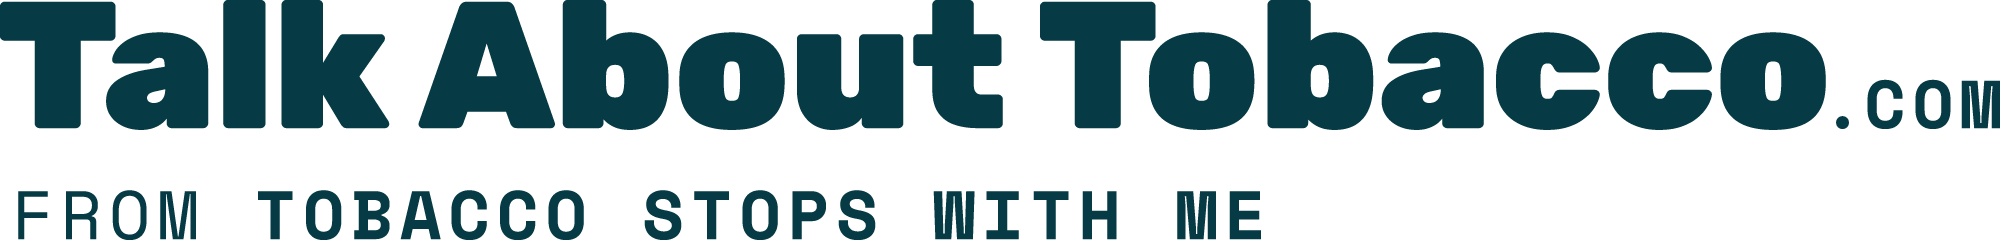 Talk About Tobacco.COM
FROM TOBACCO STOPS WITH ME